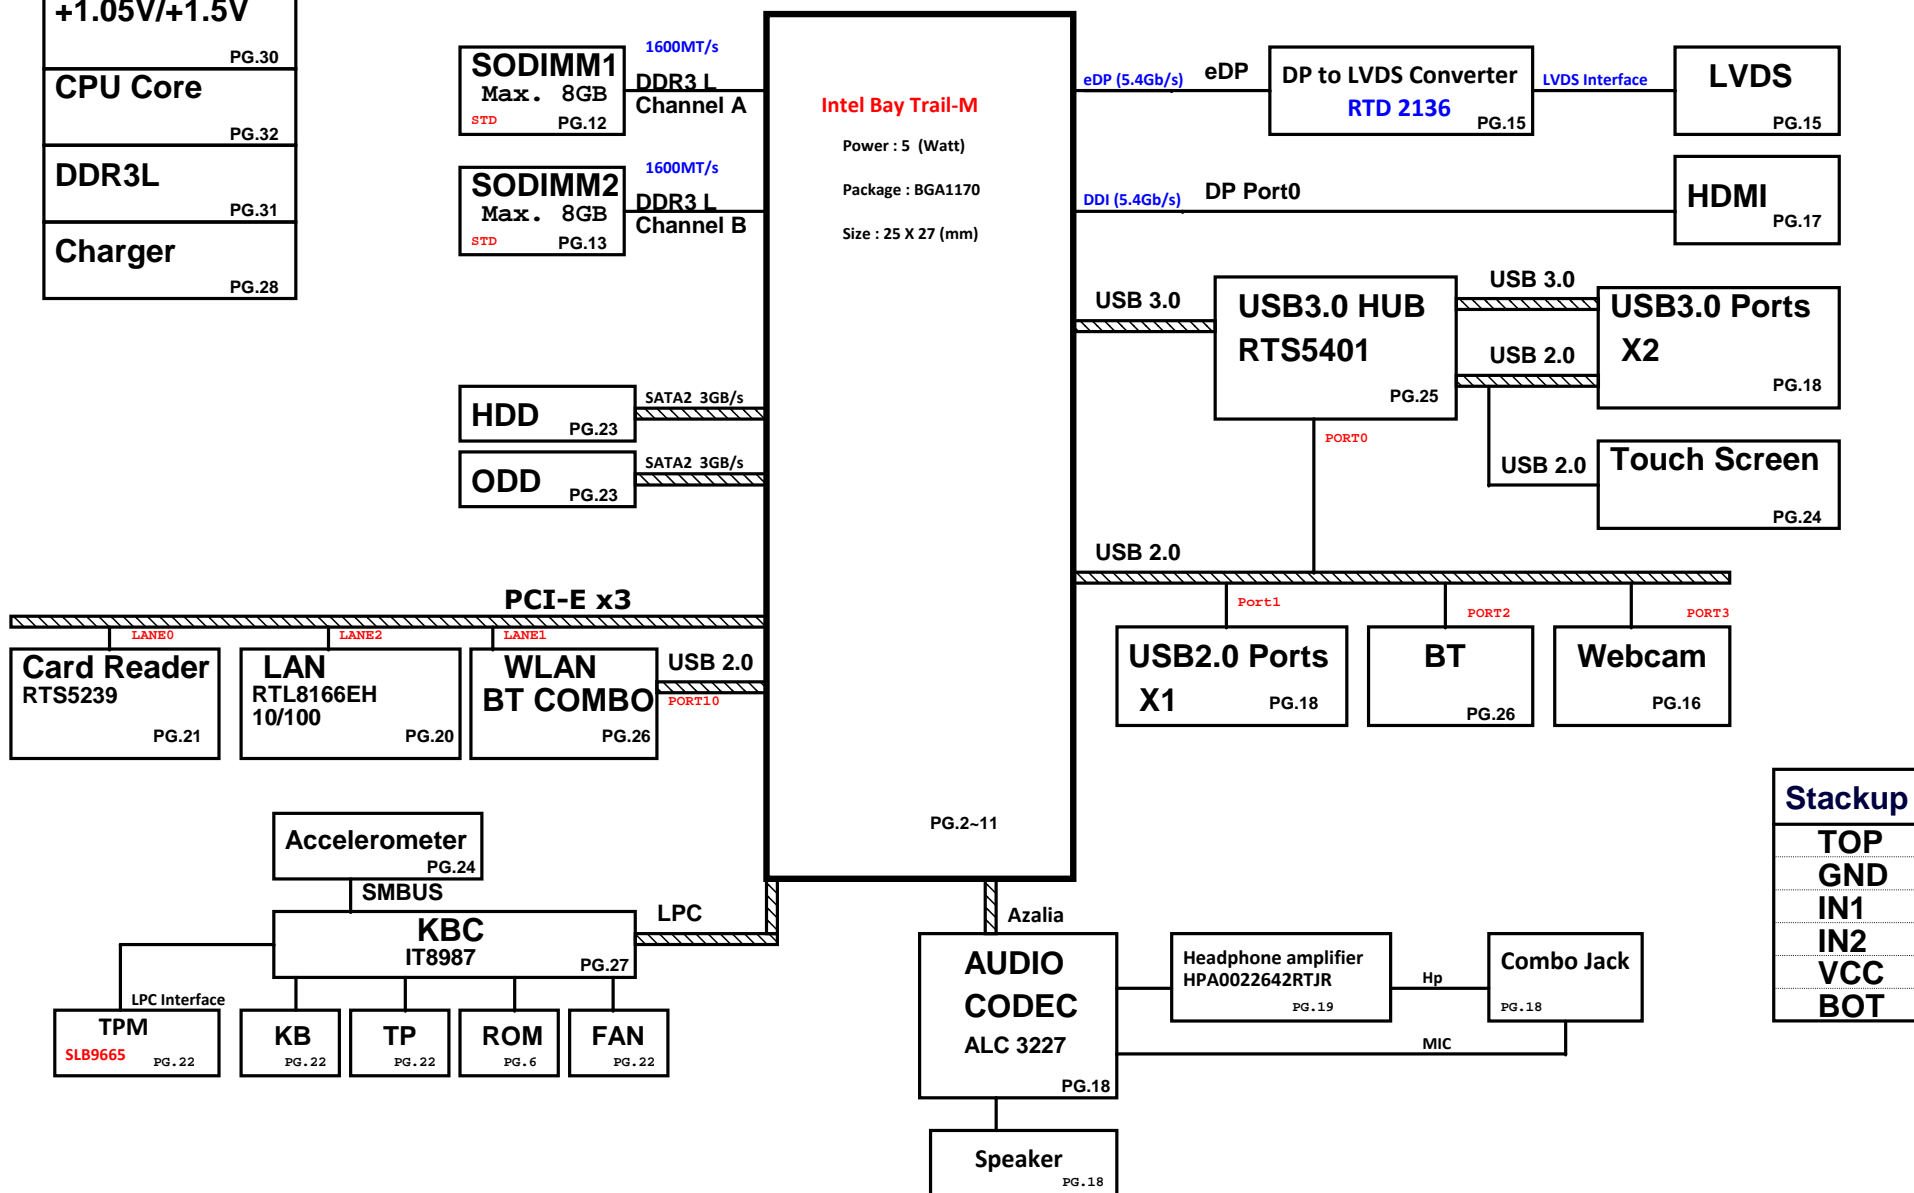 +1.05V/+1.5V
PG.30
CPU Core
PG.32
DDR3L
PG.31
Charger
PG.28
SODIMM1
Max. 8GB
STD
PG.12
1600MT/s
DDR3 L
Channel A
SODIMM2
Max. 8GB
STD
PG.13
1600MT/s
DDR3 L
Channel B
HDD
PG.23
SATA2 3GB/s
ODD
PG.23
SATA2 3GB/s
Intel Bay Trail-M
Power : 5 (Watt)
Package : BGA1170
Size : 25 X 27 (mm)
PG.2~11
eDP (5.4Gb/s)
eDP
DP to LVDS Converter
RTD 2136
PG.15
LVDS Interface
LVDS
PG.15
DDI (5.4Gb/s)
DP Port0
HDMI
PG.17
USB 3.0
USB3.0 HUB
RTS5401
PG.25
USB 3.0
USB 2.0
USB3.0 Ports
X2
PG.18
PORT0
USB 2.0
Touch Screen
PG.24
USB 2.0
Port1
PORT2
PORT3
USB2.0 Ports
X1
PG.18
BT
PG.26
Webcam
PG.16
PCI-E x3
LANE0
LANE2
LANE1
Card Reader
RTS5239
PG.21
LAN
RTL8166EH
10/100
PG.20
WLAN
BT COMBO
PG.26
USB 2.0
PORT10
Accelerometer
PG.24
SMBUS
KBC
IT8987
PG.27
LPC
LPC Interface
TPM
SLB9665
PG.22
KB
PG.22
TP
PG.22
ROM
PG.6
FAN
PG.22
Azalia
AUDIO
CODEC
ALC 3227
PG.18
Headphone amplifier
HPA0022642RTJR
PG.19
Hp
Combo Jack
PG.18
MIC
Speaker
PG.18
Stackup
TOP
GND
IN1
IN2
VCC
BOT